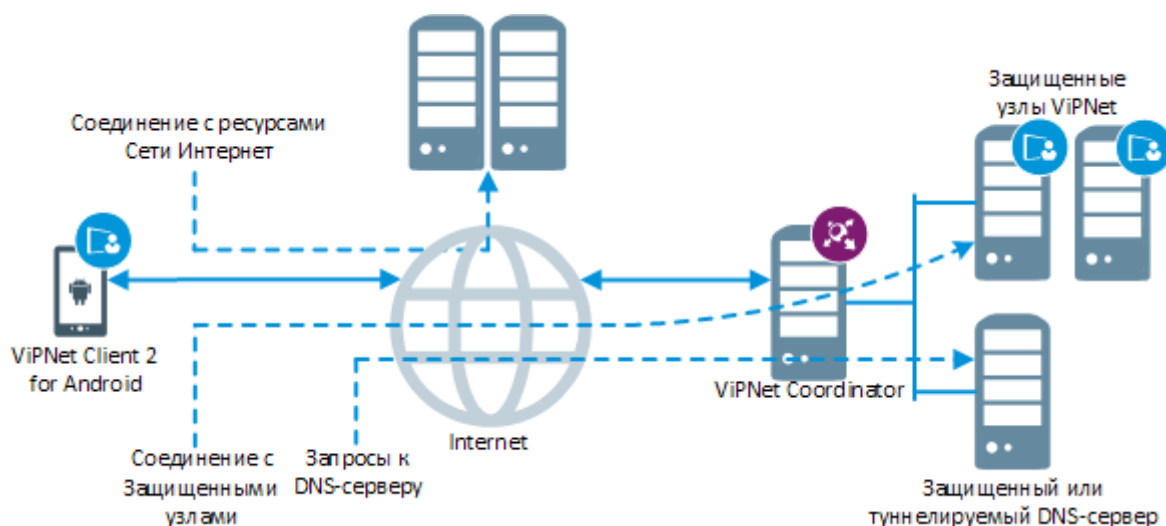 Соединение с ресурсами
Сети Интернет
Защищенные
узлы ViPNet
ViPNet Client 2
for Android
Internet
ViPNet Coordinator
Соединение с
Защищенными
узлами
Запросы к
DNS-серверу
Защищенный или
туннелируемый DNS-сервер